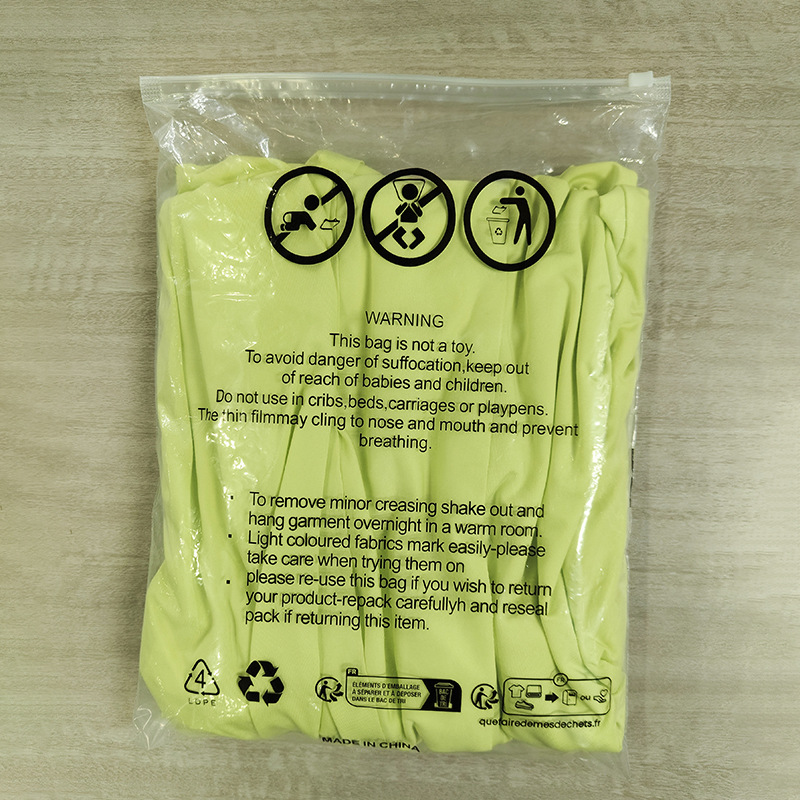 WARNING
This bag is not a toy.
To avoid danger of suffocation,keep out
of reach of babies and children.
Do not use in cribs,beds,carriages or playpens.
The thin filmmay cling to nose and mouth and prevent
breathing.
· To remove minor creasing shake out and
hang garment overnight in a warm room.
· Light coloured fabrics mark easily-please
take care when trying them on
· please re-use this bag if you wish to return
your product-repack carefullyh and reseal
pack if returning this item.
4
LDPE
FR
ÉLÉMENTS D'EMBALLAGE
À SÉPARER ET À DÉPOSER
DANS LE BAC DE TRI
BAC
DE
TRI
FR
OU
quefairedemesdechets.fr
MADE IN CHINA